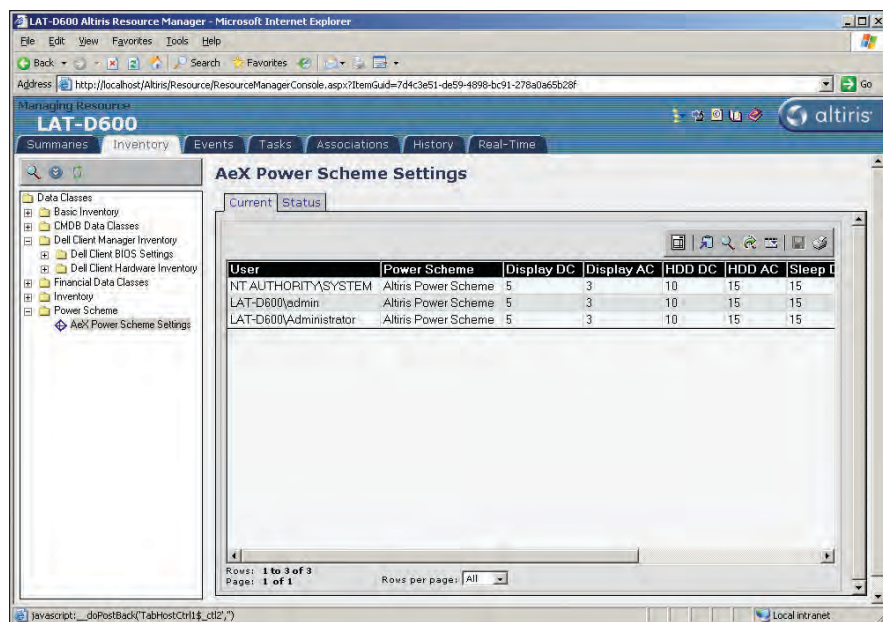 LAT-D600 Altiris Resource Manager - Microsoft Internet Explorer
File Edit View Favorites Tools Help
Back Search Favorites
Address http://localhost/Altiris/Resource/ResourceManagerConsole.aspx?ItemGuid=7d4c3e51-de59-4898-bc91-278a0a65b28f Go
Managing Resource
LAT-D600
altiris
Summaries Inventory Events Tasks Associations History Real-Time
AeX Power Scheme Settings
Current Status
Data Classes
Basic Inventory
CMDB Data Classes
Dell Client Manager Inventory
Dell Client BIOS Settings
Dell Client Hardware Inventory
Financial Data Classes
Inventory
Power Scheme
AeX Power Scheme Settings
User Power Scheme Display DC Display AC HDD DC HDD AC Sleep D
NT AUTHORITY\SYSTEM Altiris Power Scheme 5 3 10 15 15
LAT-D600\admin Altiris Power Scheme 5 3 10 15 15
LAT-D600\Administrator Altiris Power Scheme 5 3 10 15 15
Rows: 1 to 3 of 3
Page: 1 of 1 Rows per page: All
javascript:__doPostBack('TabHostCtrl1$_ctl2','') Local intranet